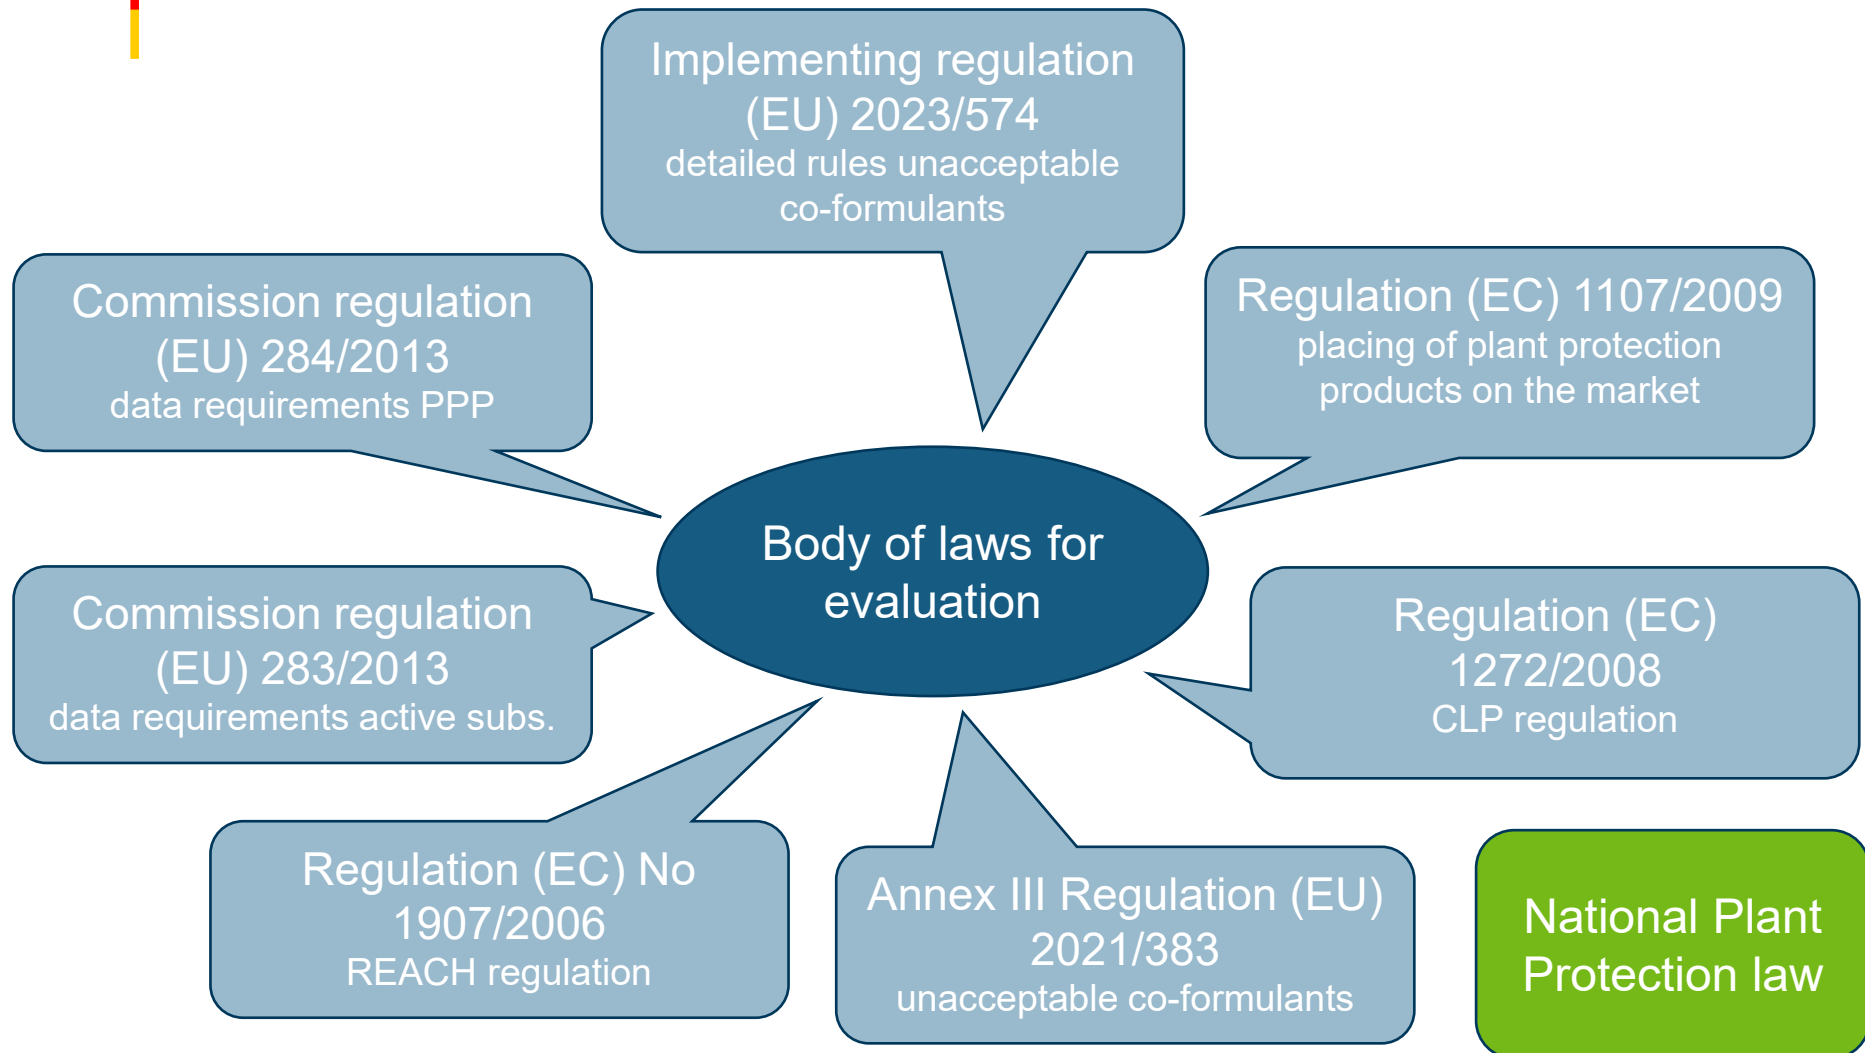 Implementing regulation
(EU) 2023/574
detailed rules unacceptable
co-formulants
Commission regulation
(EU) 284/2013
data requirements PPP
Regulation (EC) 1107/2009
placing of plant protection
products on the market
Body of laws for
evaluation
Commission regulation
(EU) 283/2013
data requirements active subs.
Regulation (EC)
1272/2008
CLP regulation
Regulation (EC) No
1907/2006
REACH regulation
Annex III Regulation (EU)
2021/383
unacceptable co-formulants
National Plant
Protection law